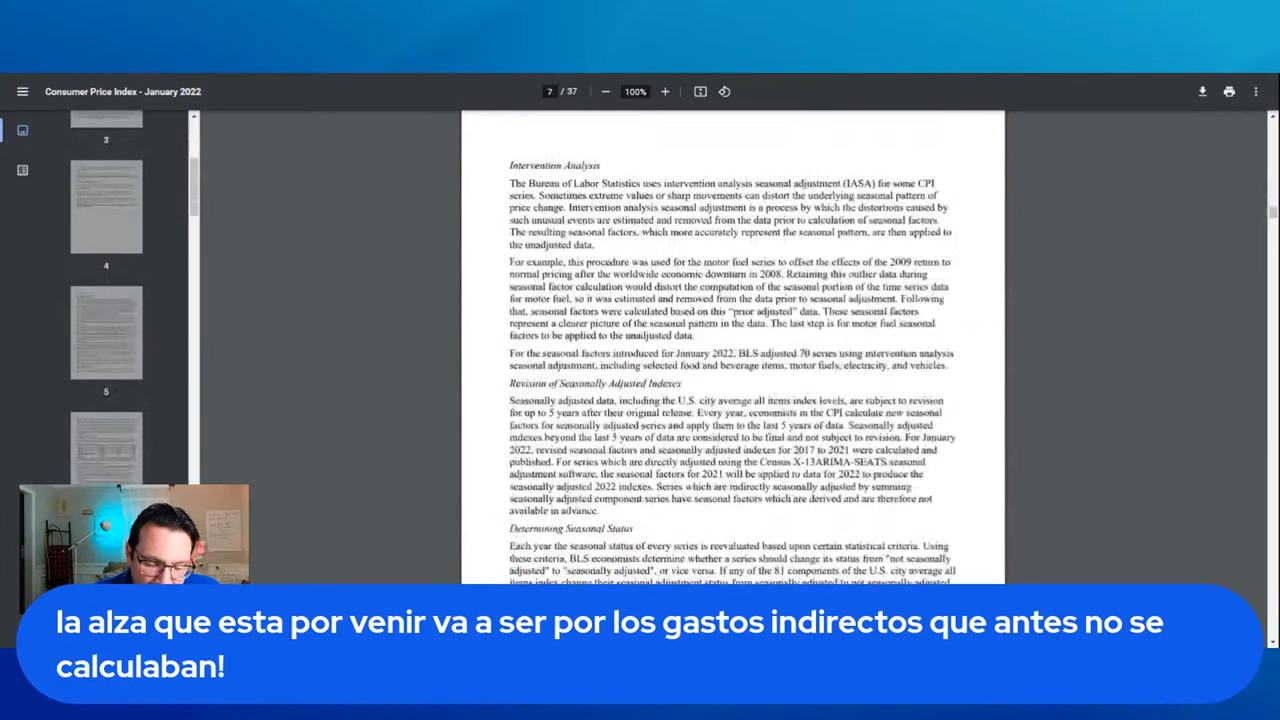 Consumer Price Index - January 2022
7 / 37
100%
3
4
5
Intervention Analysis
The Bureau of Labor Statistics uses intervention analysis seasonal adjustment (IASA) for some CPI
series. Sometimes extreme values or sharp movements can distort the underlying seasonal pattern of
price change. Intervention analysis seasonal adjustment is a process by which the distortions caused by
such unusual events are estimated and removed from the data prior to calculation of seasonal factors.
The resulting seasonal factors, which more accurately represent the seasonal pattern, are then applied to
the unadjusted data.
For example, this procedure was used for the motor fuel series to offset the effects of the 2009 return to
normal pricing after the worldwide economic downturn in 2008. Retaining this outlier data during
seasonal factor calculation would distort the computation of the seasonal portion of the time series data
for motor fuel, so it was estimated and removed from the data prior to seasonal adjustment. Following
that, seasonal factors were calculated based on this “prior adjusted” data. These seasonal factors
represent a clearer picture of the seasonal pattern in the data. The last step is for motor fuel seasonal
factors to be applied to the unadjusted data.
For the seasonal factors introduced for January 2022, BLS adjusted 70 series using intervention analysis
seasonal adjustment, including selected food and beverage items, motor fuels, electricity, and vehicles.
Revision of Seasonally Adjusted Indexes
Seasonally adjusted data, including the U.S. city average all items index levels, are subject to revision
for up to 5 years after their original release. Every year, economists in the CPI calculate new seasonal
factors for seasonally adjusted series and apply them to the last 5 years of data. Seasonally adjusted
indexes beyond the last 5 years of data are considered to be final and not subject to revision. For January
2022, revised seasonal factors and seasonally adjusted indexes for 2017 to 2021 were calculated and
published. For series which are directly adjusted using the Census X-13ARIMA-SEATS seasonal
adjustment software, the seasonal factors for 2021 will be applied to data for 2022 to produce the
seasonally adjusted 2022 indexes. Series which are indirectly seasonally adjusted by summing
seasonally adjusted component series have seasonal factors which are derived and are therefore not
available in advance.
Determining Seasonal Status
Each year the seasonal status of every series is reevaluated based upon certain statistical criteria. Using
these criteria, BLS economists determine whether a series should change its status from "not seasonally
adjusted" to "seasonally adjusted", or vice versa. If any of the 81 components of the U.S. city average all
items index change their seasonal adjustment status from seasonally adjusted to not seasonally adjusted
la alza que esta por venir va a ser por los gastos indirectos que antes no se
calculaban!